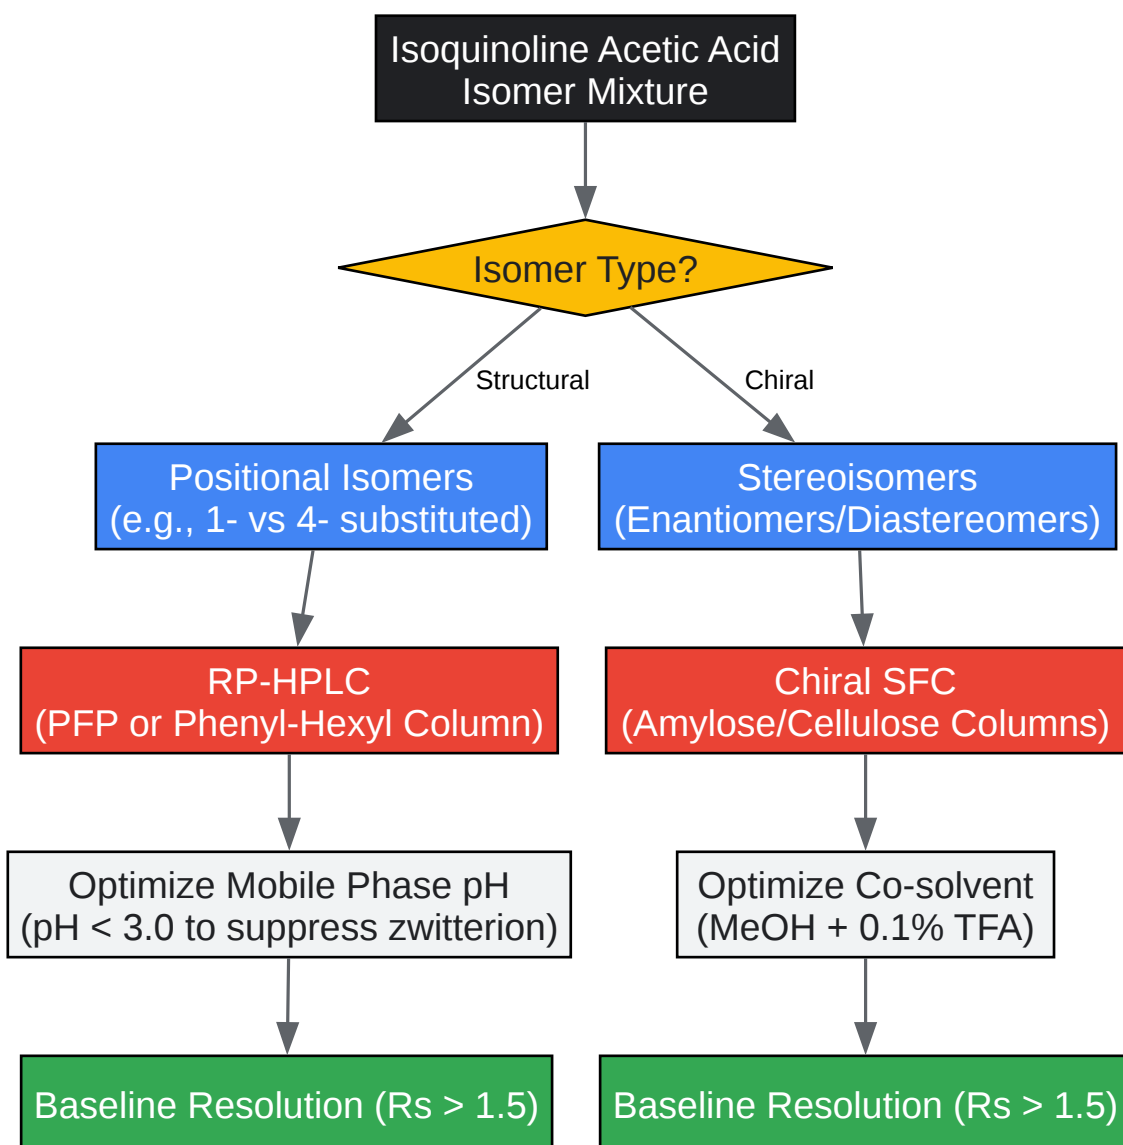 Isoquinoline Acetic Acid
Isomer Mixture
Isomer Type?
Structural
Chiral
Positional Isomers
(e.g., 1- vs 4- substituted)
Stereoisomers
(Enantiomers/Diastereomers)
RP-HPLC
(PFP or Phenyl-Hexyl Column)
Chiral SFC
(Amylose/Cellulose Columns)
Optimize Mobile Phase pH
(pH < 3.0 to suppress zwitterion)
Optimize Co-solvent
(MeOH + 0.1% TFA)
Baseline Resolution (Rs > 1.5)
Baseline Resolution (Rs > 1.5)